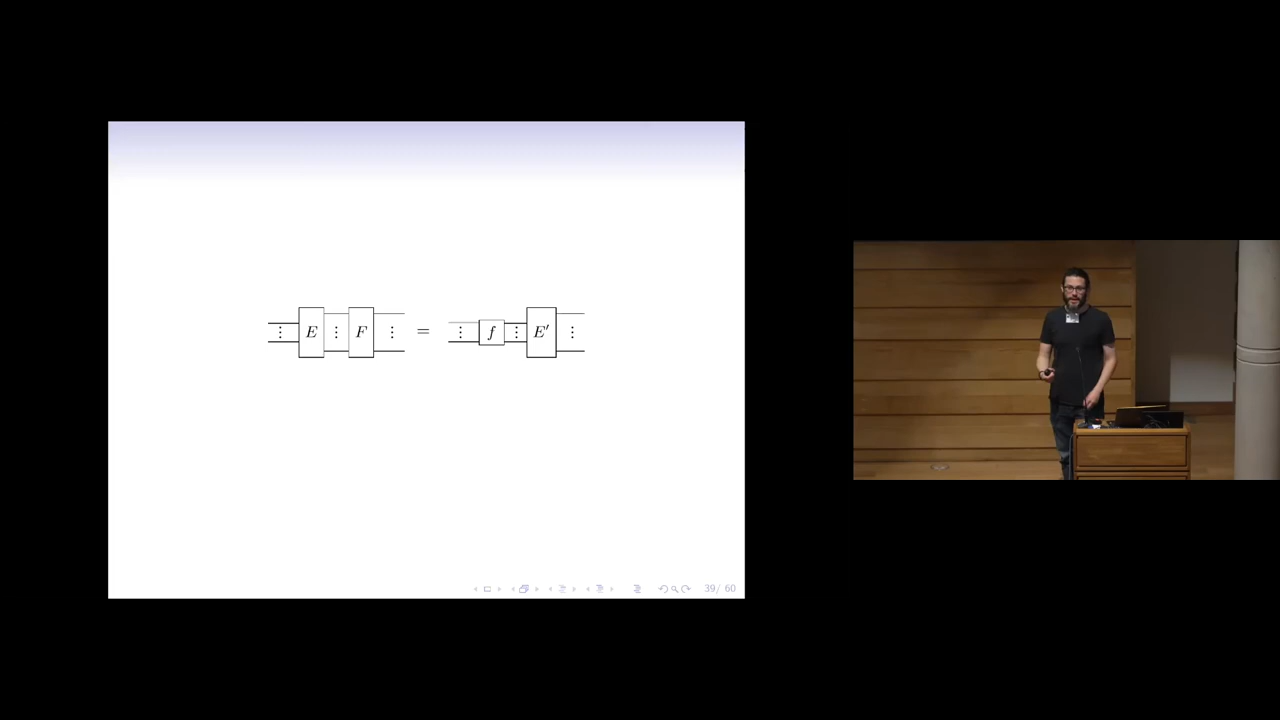 ⋮ E ⋮ F ⋮ = ⋮ f ⋮ E′ ⋮
39 / 60